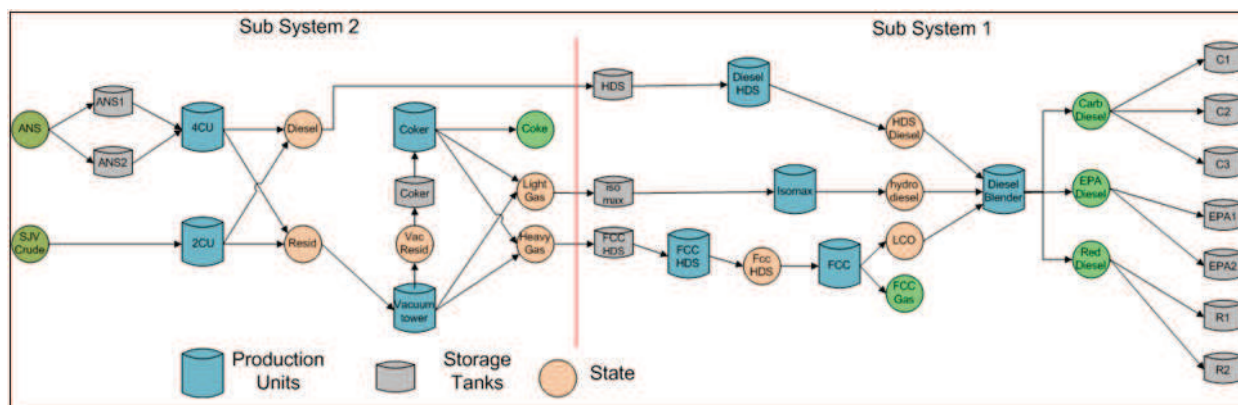 Sub System 2
Sub System 1
ANS
ANS1
ANS2
4CU
Diesel
SJV
Crude
2CU
Resid
Coker
Coke
Coker
Vac
Resid
Vacuum
tower
Light
Gas
Heavy
Gas
HDS
Diesel
HDS
HDS
Diesel
iso
max
Isomax
hydro
diesel
FCC
HDS
FCC
HDS
Fcc
HDS
FCC
LCO
FCC
Gas
Diesel
Blender
Carb
Diesel
EPA
Diesel
Red
Diesel
C1
C2
C3
EPA1
EPA2
R1
R2
Production
Units
Storage
Tanks
State